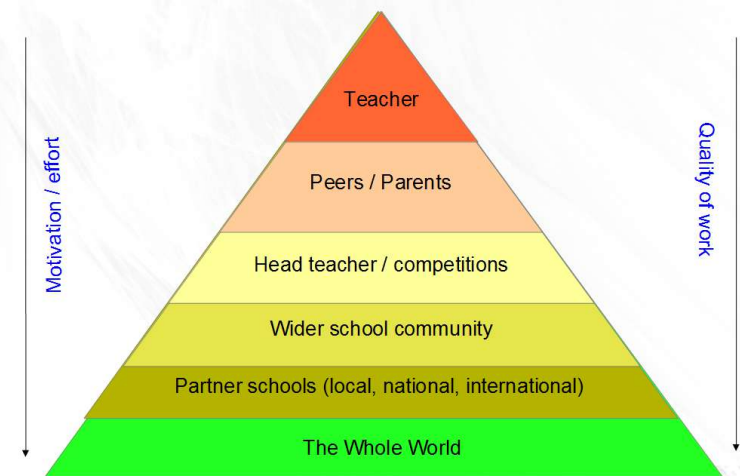 Teacher
Peers / Parents
Head teacher / competitions
Wider school community
Partner schools (local, national, international)
The Whole World
Motivation / effort
Quality of work